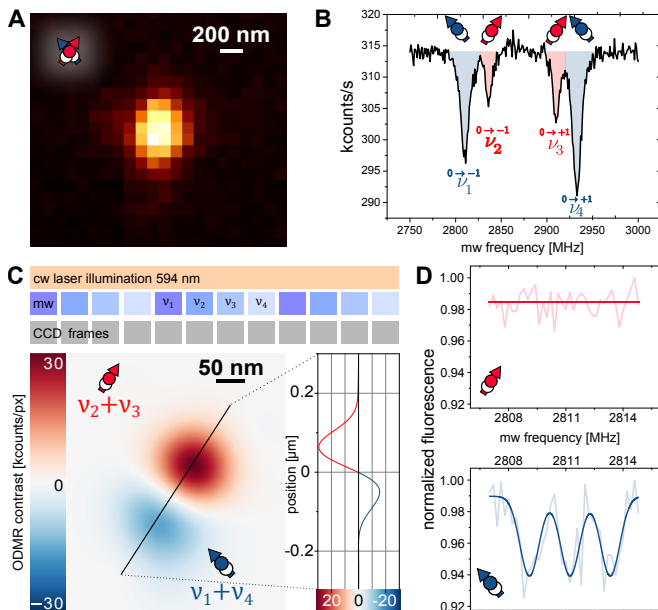 A
200 nm
B
kcounts/s
315
310
305
300
295
290
0→-1
ν₁
0→-1
ν₂
0→+1
ν₃
0→+1
ν₄
2750
2800
2850
2900
2950
3000
mw frequency [MHz]
C
cw laser illumination 594 nm
mw ν₁ ν₂ ν₃ ν₄
CCD frames
ODMR contrast [kcounts/px]
30
0
−30
50 nm
ν₂+ν₃
ν₁+ν₄
position [µm]
0.2
0
-0.2
20 0 -20
D
normalized fluorescence
1.00
0.98
0.96
0.94
0.92
2808 2811 2814
mw frequency [MHz]
2808 2811 2814
1.00
0.98
0.96
0.94
0.92